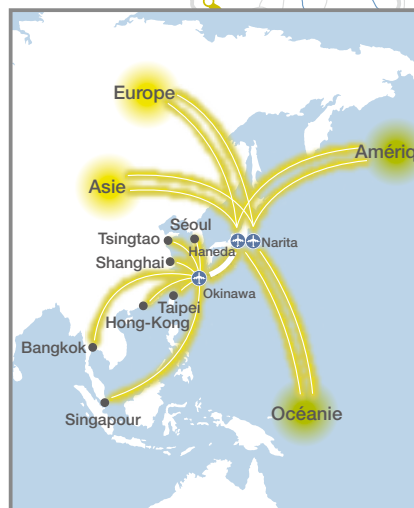 Europe
Amériq
Asie
Séoul
Tsingtao
Haneda
Narita
Shanghai
Okinawa
Taipei
Hong-Kong
Bangkok
Océanie
Singapour